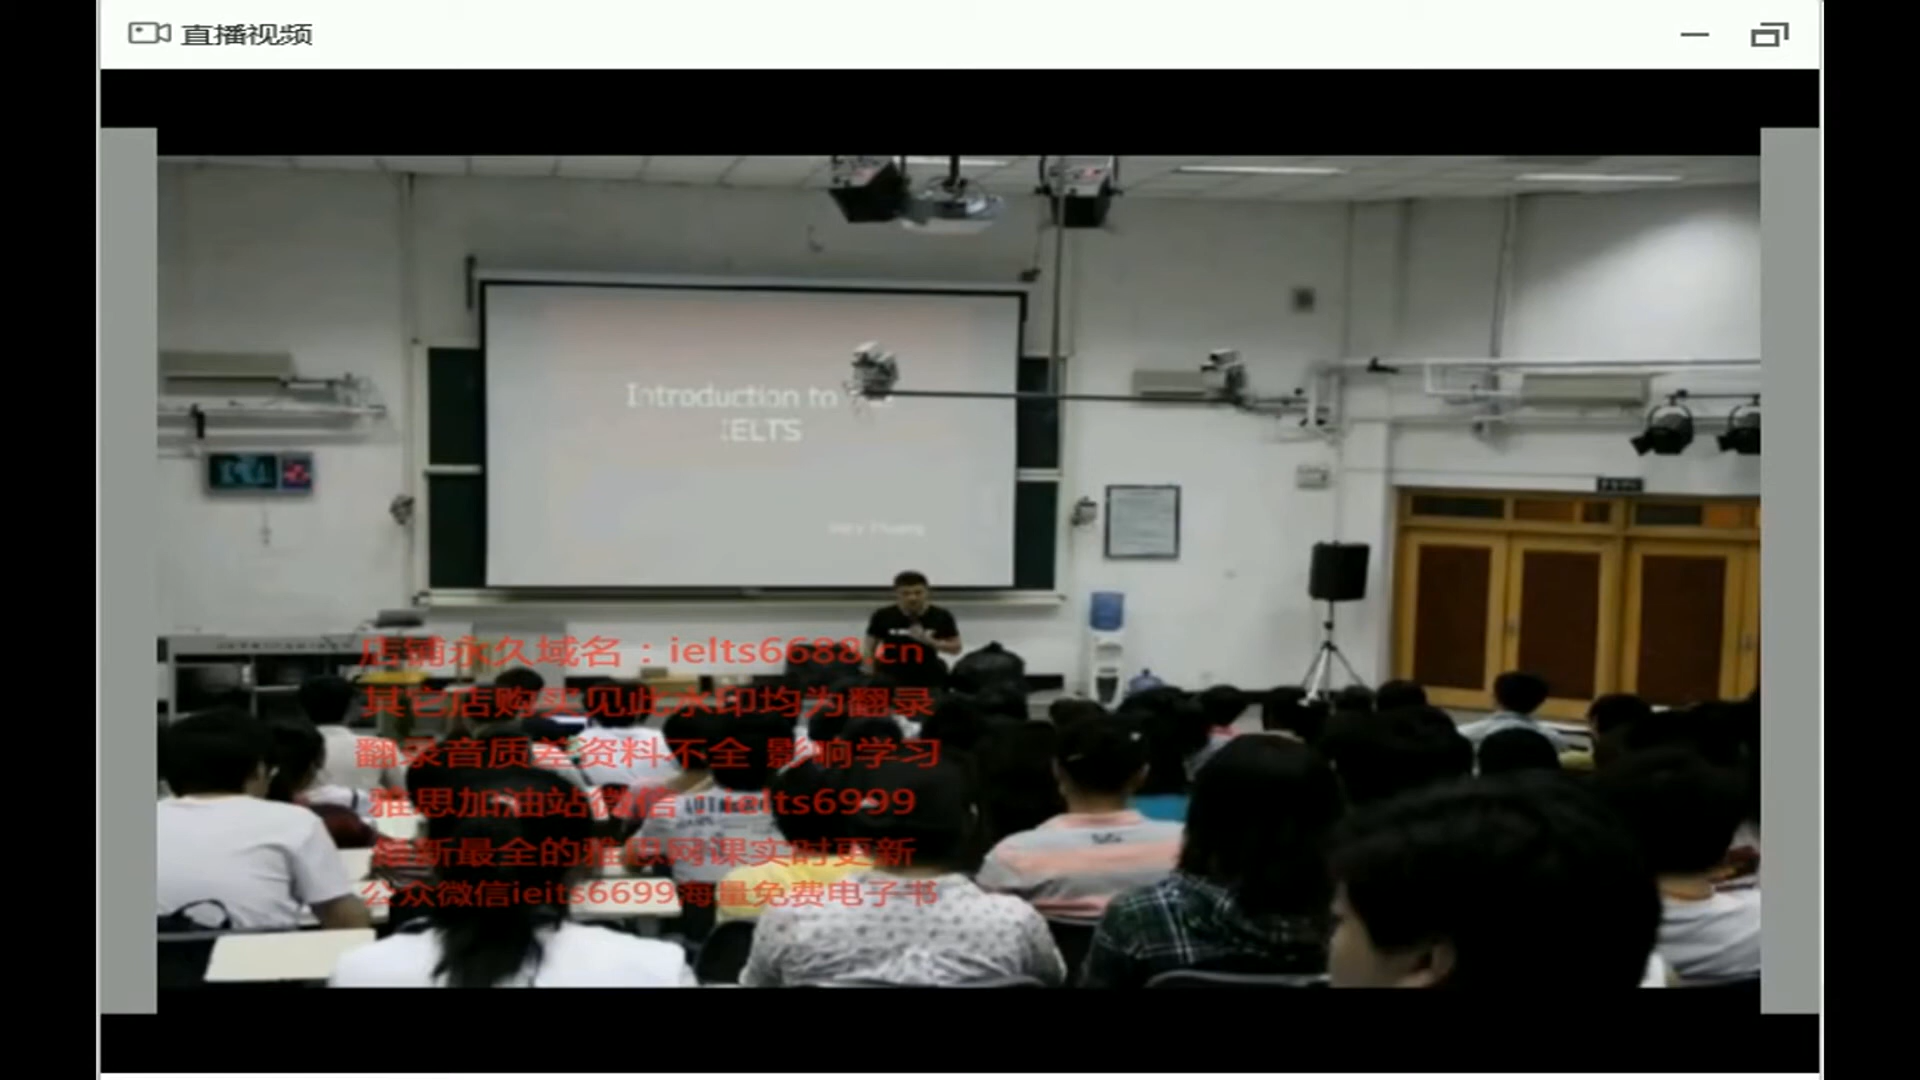 直播视频
Introduction to
IELTS
店铺永久域名：ielts6688.cn
其它店购买见此水印均为翻录
翻录音质差资料不全 影响学习
雅思加油站微信：ielts6999
最新最全的雅思网课实时更新
公众微信ieits6699海量免费电子书